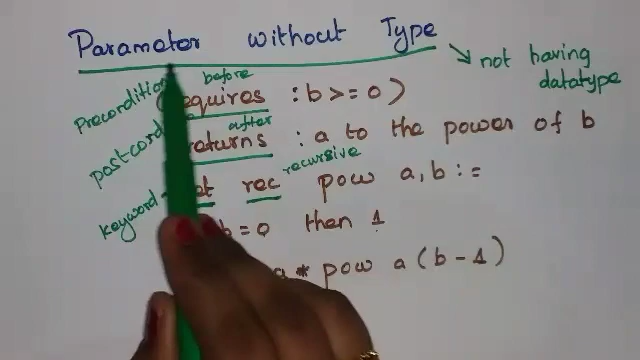 Parameter without Type
not having
datatype
Precondition before
requires : b >= 0)
after
returns : a to the power of b
recursive
keyword rec pow a, b :=
b = 0 then 1
* pow a (b - 1)